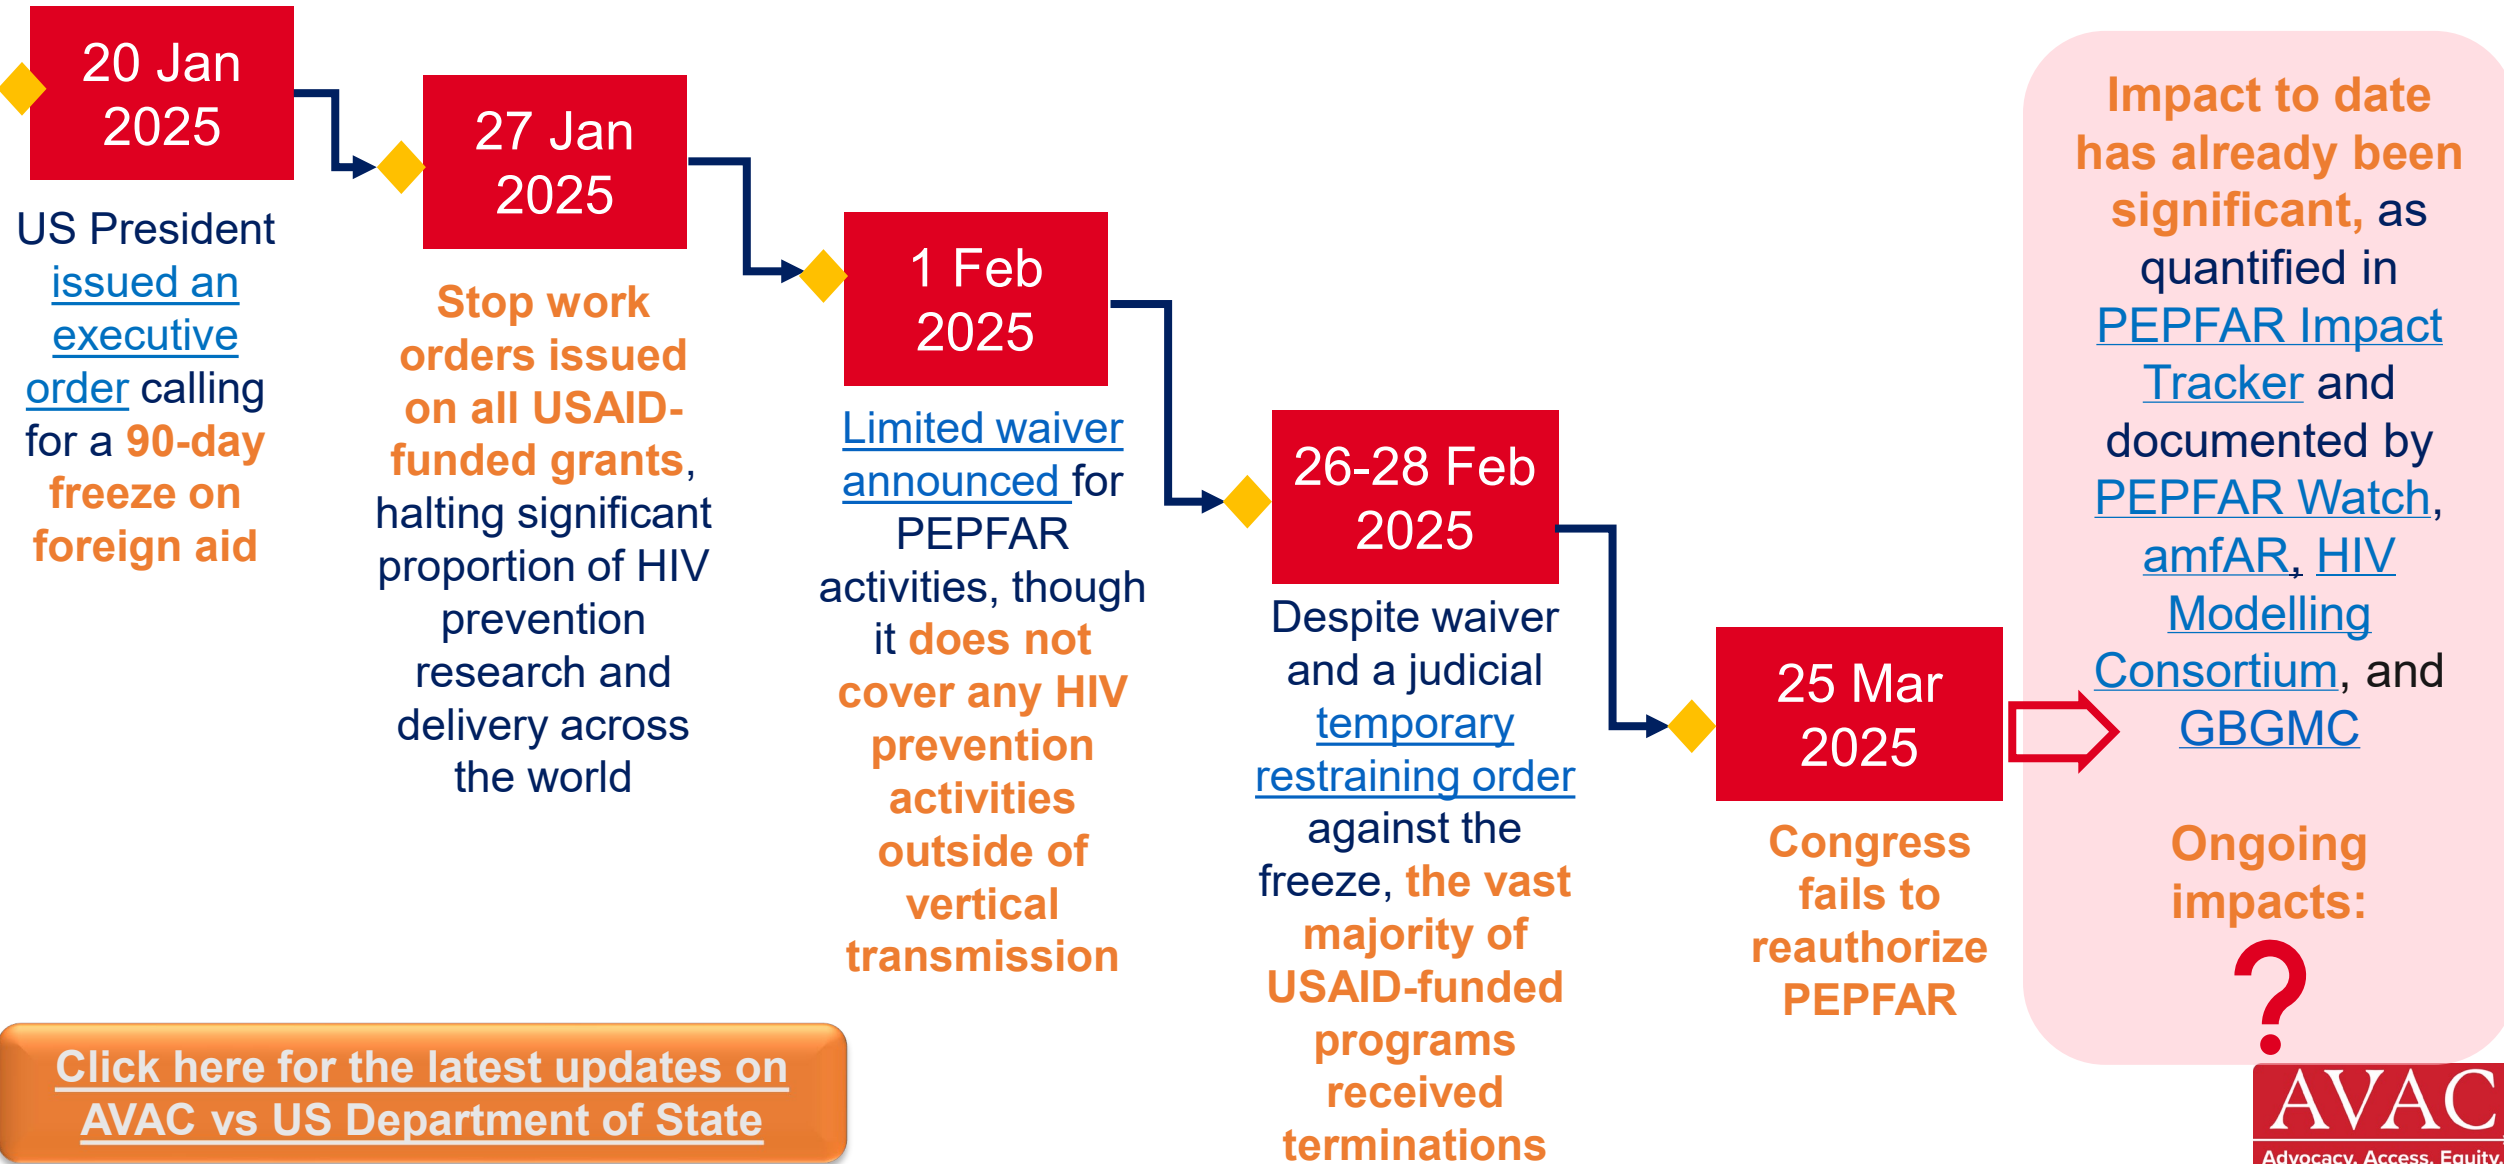 20 Jan
2025
US President
issued an
executive
order calling
for a 90-day
freeze on
foreign aid
27 Jan
2025
Stop work
orders issued
on all USAID-
funded grants,
halting significant
proportion of HIV
prevention
research and
delivery across
the world
1 Feb
2025
Limited waiver
announced for
PEPFAR
activities, though
it does not
cover any HIV
prevention
activities
outside of
vertical
transmission
26-28 Feb
2025
Despite waiver
and a judicial
temporary
restraining order
against the
freeze, the vast
majority of
USAID-funded
programs
received
terminations
25 Mar
2025
Congress
fails to
reauthorize
PEPFAR
Impact to date
has already been
significant, as
quantified in
PEPFAR Impact
Tracker and
documented by
PEPFAR Watch,
amfAR, HIV
Modelling
Consortium, and
GBGMC
Ongoing
impacts:
?
Click here for the latest updates on
AVAC vs US Department of State
AVAC
Advocacy. Access. Equity.